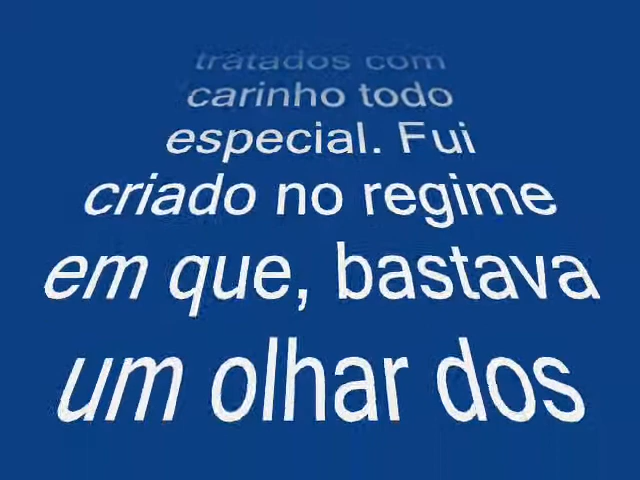 tratados com
carinho todo
especial. Fui
criado no regime
em que, bastava
um olhar dos